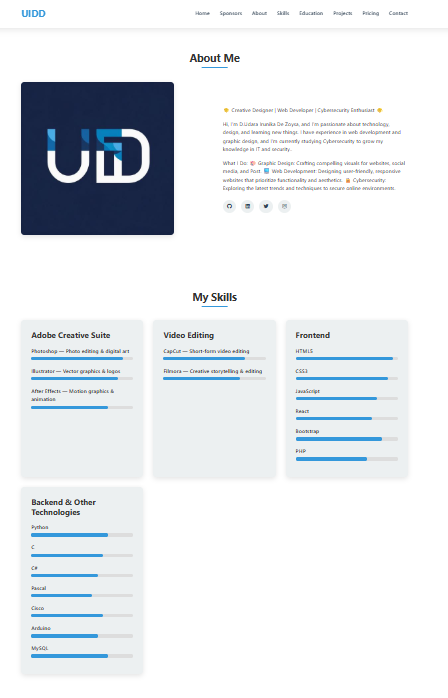 UIDD
Home Sponsors About Skills Education Projects Pricing Contact
About Me
UID
Creative Designer | Web Developer | Cybersecurity Enthusiast
Hi, I'm D Udara Irunika De Zoysa, and I'm passionate about technology,
design, and learning new things. I have experience in web development and
graphic design, and I'm currently studying Cybersecurity to grow my
knowledge in IT and security.
What I Do: 🎯 Graphic Design: Crafting compelling visuals for websites, social
media, and Post Web Development: Designing user-friendly, responsive
websites that prioritize functionality and aesthetics. 🔒 Cybersecurity:
Exploring the latest trends and techniques to secure online environments.
My Skills
Adobe Creative Suite
Photoshop — Photo editing & digital art
Illustrator — Vector graphics & logos
After Effects — Motion graphics &
animation
Video Editing
CapCut — Short-form video editing
Filmora — Creative storytelling & editing
Frontend
HTML5
CSS3
JavaScript
React
Bootstrap
PHP
Backend & Other
Technologies
Python
C
C#
Pascal
Cisco
Arduino
MySQL